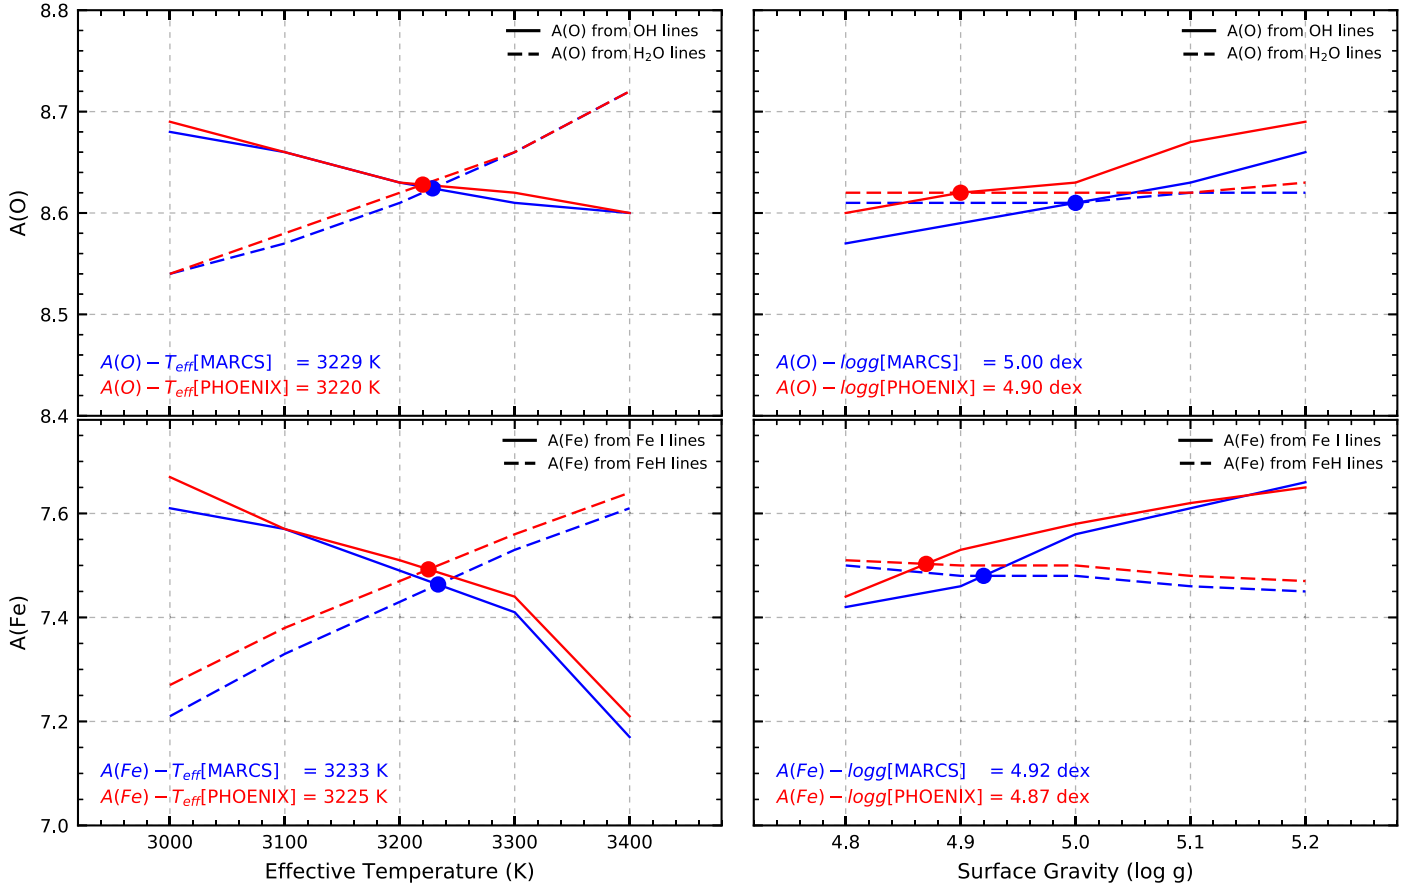 8.8
8.7
8.6
8.5
8.4
A(O)
A(O) from OH lines
A(O) from H₂O lines
A(O) − T_eff[MARCS] = 3229 K
A(O) − T_eff[PHOENIX] = 3220 K
A(O) from OH lines
A(O) from H₂O lines
A(O) − logg[MARCS] = 5.00 dex
A(O) − logg[PHOENIX] = 4.90 dex
7.6
7.4
7.2
7.0
A(Fe)
A(Fe) from Fe I lines
A(Fe) from FeH lines
A(Fe) − T_eff[MARCS] = 3233 K
A(Fe) − T_eff[PHOENIX] = 3225 K
3000 3100 3200 3300 3400
Effective Temperature (K)
A(Fe) from Fe I lines
A(Fe) from FeH lines
A(Fe) − logg[MARCS] = 4.92 dex
A(Fe) − logg[PHOENIX] = 4.87 dex
4.8 4.9 5.0 5.1 5.2
Surface Gravity (log g)